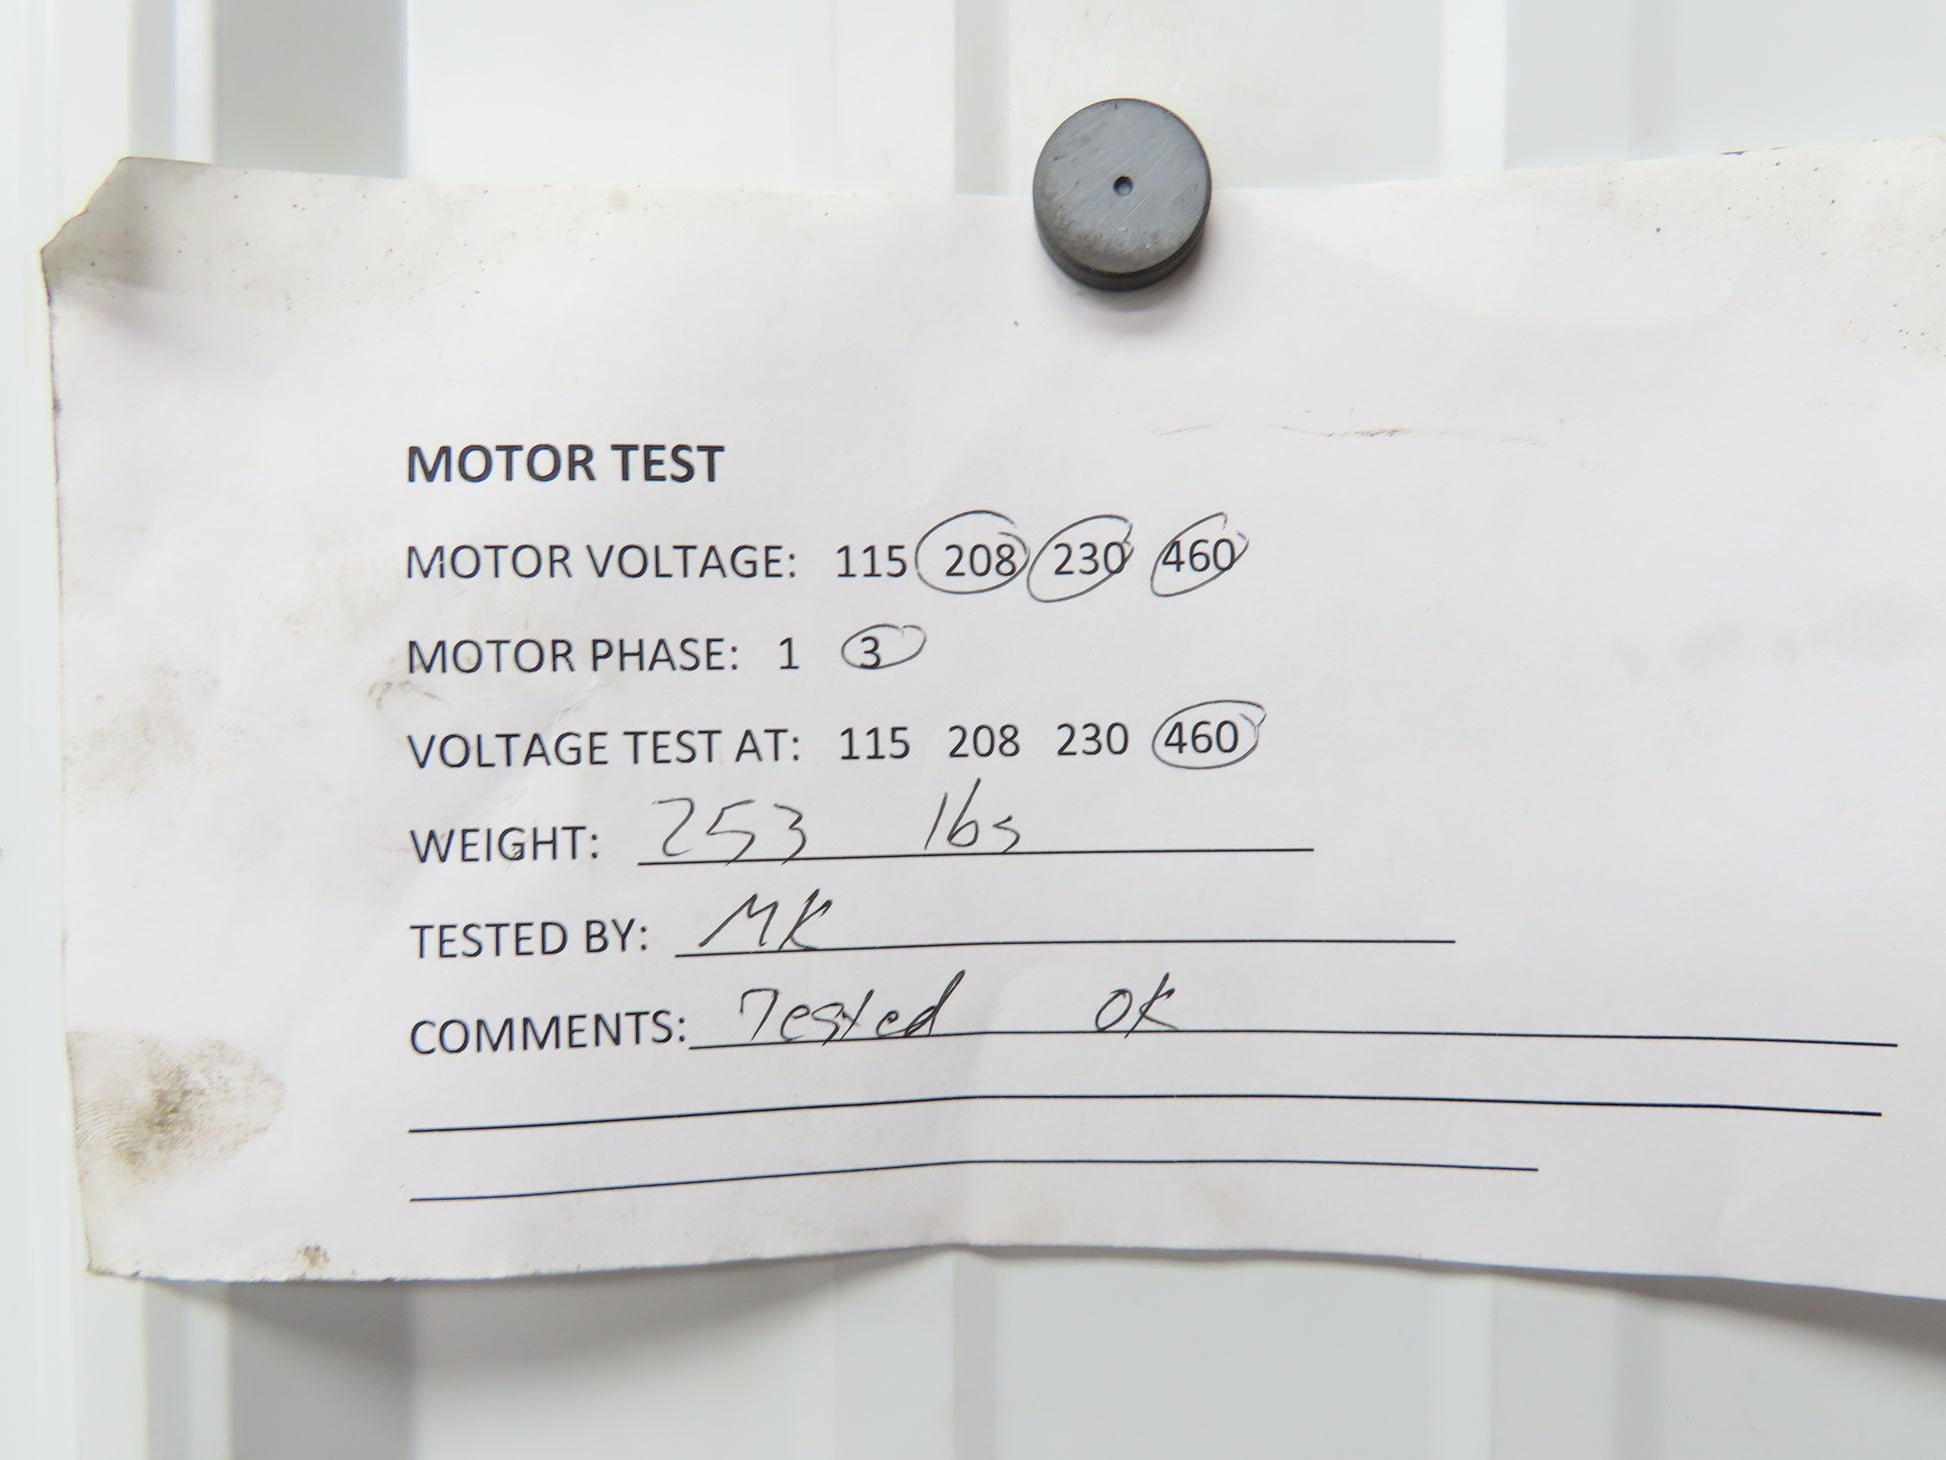 MOTOR TEST
MOTOR VOLTAGE: 115 208 230 460
MOTOR PHASE: 1 3
VOLTAGE TEST AT: 115 208 230 460
WEIGHT: 253 lbs
TESTED BY: MK
COMMENTS: Tested OK